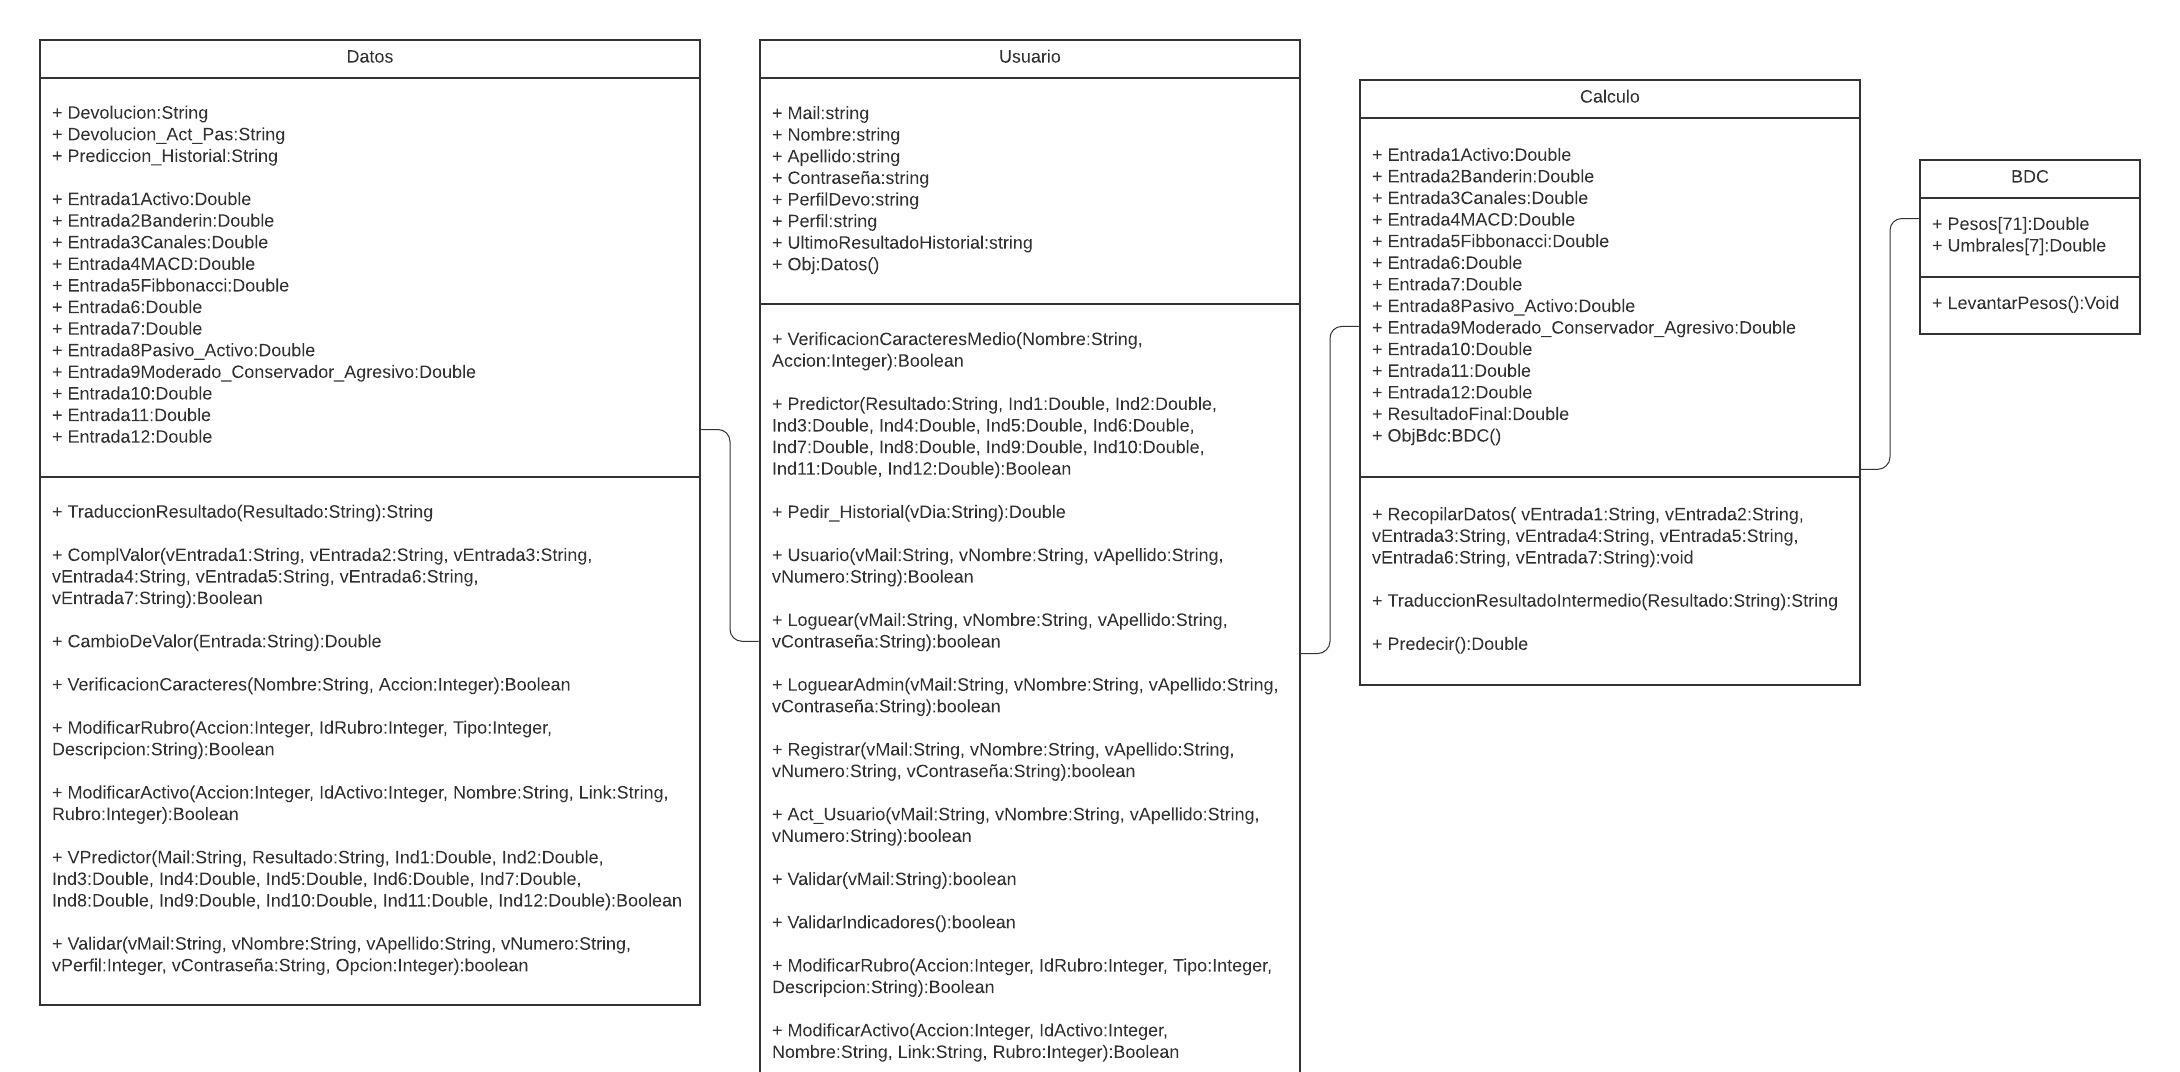 Datos
+ Devolucion:String
+ Devolucion_Act_Pas:String
+ Prediccion_Historial:String
+ Entrada1Activo:Double
+ Entrada2Banderin:Double
+ Entrada3Canales:Double
+ Entrada4MACD:Double
+ Entrada5Fibbonacci:Double
+ Entrada6:Double
+ Entrada7:Double
+ Entrada8Pasivo_Activo:Double
+ Entrada9Moderado_Conservador_Agresivo:Double
+ Entrada10:Double
+ Entrada11:Double
+ Entrada12:Double
+ TraduccionResultado(Resultado:String):String
+ ComplValor(vEntrada1:String, vEntrada2:String, vEntrada3:String,
vEntrada4:String, vEntrada5:String, vEntrada6:String,
vEntrada7:String):Boolean
+ CambioDeValor(Entrada:String):Double
+ VerificacionCaracteres(Nombre:String, Accion:Integer):Boolean
+ ModificarRubro(Accion:Integer, IdRubro:Integer, Tipo:Integer,
Descripcion:String):Boolean
+ ModificarActivo(Accion:Integer, IdActivo:Integer, Nombre:String, Link:String,
Rubro:Integer):Boolean
+ VPredictor(Mail:String, Resultado:String, Ind1:Double, Ind2:Double,
Ind3:Double, Ind4:Double, Ind5:Double, Ind6:Double, Ind7:Double,
Ind8:Double, Ind9:Double, Ind10:Double, Ind11:Double, Ind12:Double):Boolean
+ Validar(vMail:String, vNombre:String, vApellido:String, vNumero:String,
vPerfil:Integer, vContraseña:String, Opcion:Integer):boolean
Usuario
+ Mail:string
+ Nombre:string
+ Apellido:string
+ Contraseña:string
+ PerfilDevo:string
+ Perfil:string
+ UltimoResultadoHistorial:string
+ Obj:Datos()
+ VerificacionCaracteresMedio(Nombre:String,
Accion:Integer):Boolean
+ Predictor(Resultado:String, Ind1:Double, Ind2:Double,
Ind3:Double, Ind4:Double, Ind5:Double, Ind6:Double,
Ind7:Double, Ind8:Double, Ind9:Double, Ind10:Double,
Ind11:Double, Ind12:Double):Boolean
+ Pedir_Historial(vDia:String):Double
+ Usuario(vMail:String, vNombre:String, vApellido:String,
vNumero:String):Boolean
+ Loguear(vMail:String, vNombre:String, vApellido:String,
vContraseña:String):boolean
+ LoguearAdmin(vMail:String, vNombre:String, vApellido:String,
vContraseña:String):boolean
+ Registrar(vMail:String, vNombre:String, vApellido:String,
vNumero:String, vContraseña:String):boolean
+ Act_Usuario(vMail:String, vNombre:String, vApellido:String,
vNumero:String):boolean
+ Validar(vMail:String):boolean
+ ValidarIndicadores():boolean
+ ModificarRubro(Accion:Integer, IdRubro:Integer, Tipo:Integer,
Descripcion:String):Boolean
+ ModificarActivo(Accion:Integer, IdActivo:Integer,
Nombre:String, Link:String, Rubro:Integer):Boolean
Calculo
+ Entrada1Activo:Double
+ Entrada2Banderin:Double
+ Entrada3Canales:Double
+ Entrada4MACD:Double
+ Entrada5Fibbonacci:Double
+ Entrada6:Double
+ Entrada7:Double
+ Entrada8Pasivo_Activo:Double
+ Entrada9Moderado_Conservador_Agresivo:Double
+ Entrada10:Double
+ Entrada11:Double
+ Entrada12:Double
+ ResultadoFinal:Double
+ ObjBdc:BDC()
+ RecopilarDatos( vEntrada1:String, vEntrada2:String,
vEntrada3:String, vEntrada4:String, vEntrada5:String,
vEntrada6:String, vEntrada7:String):void
+ TraduccionResultadoIntermedio(Resultado:String):String
+ Predecir():Double
BDC
+ Pesos[71]:Double
+ Umbrales[7]:Double
+ LevantarPesos():Void